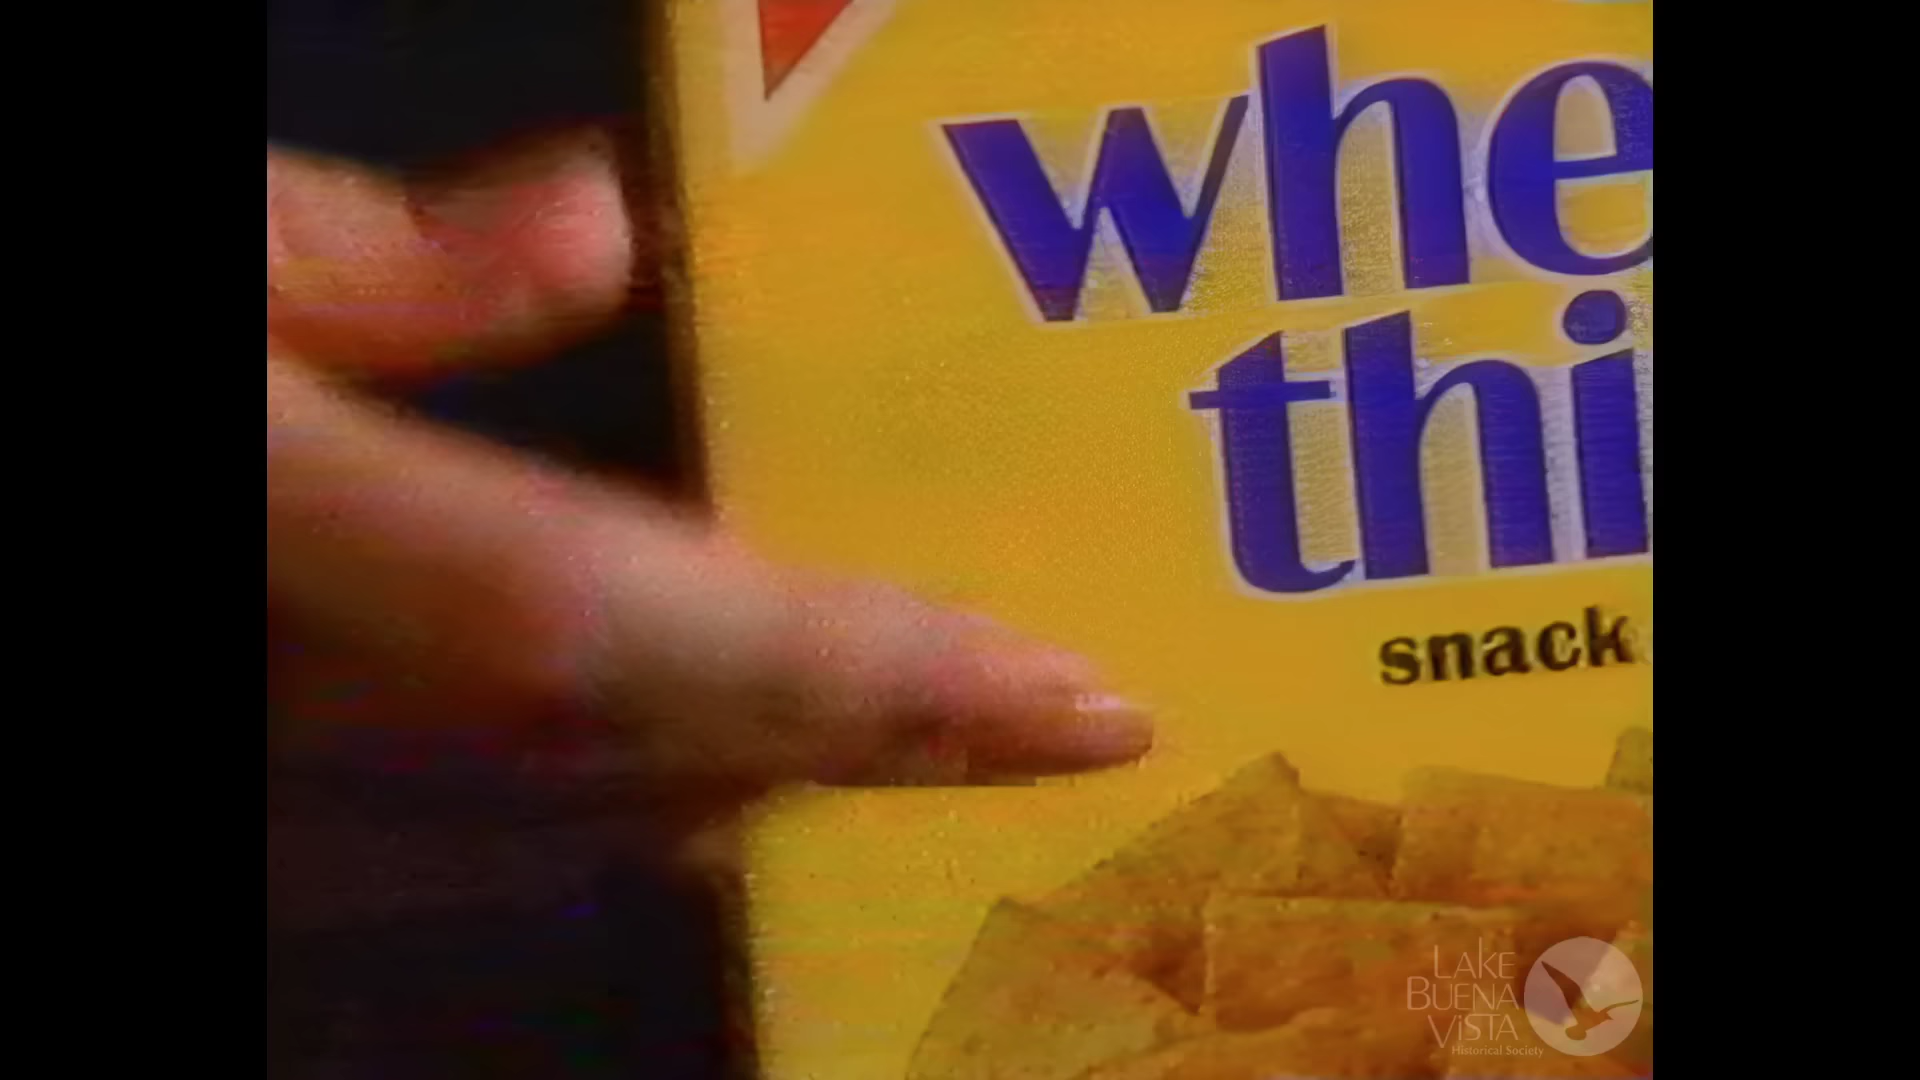 whe
thi
snack
LAKE
BUENA
ViSTA
Historical Society